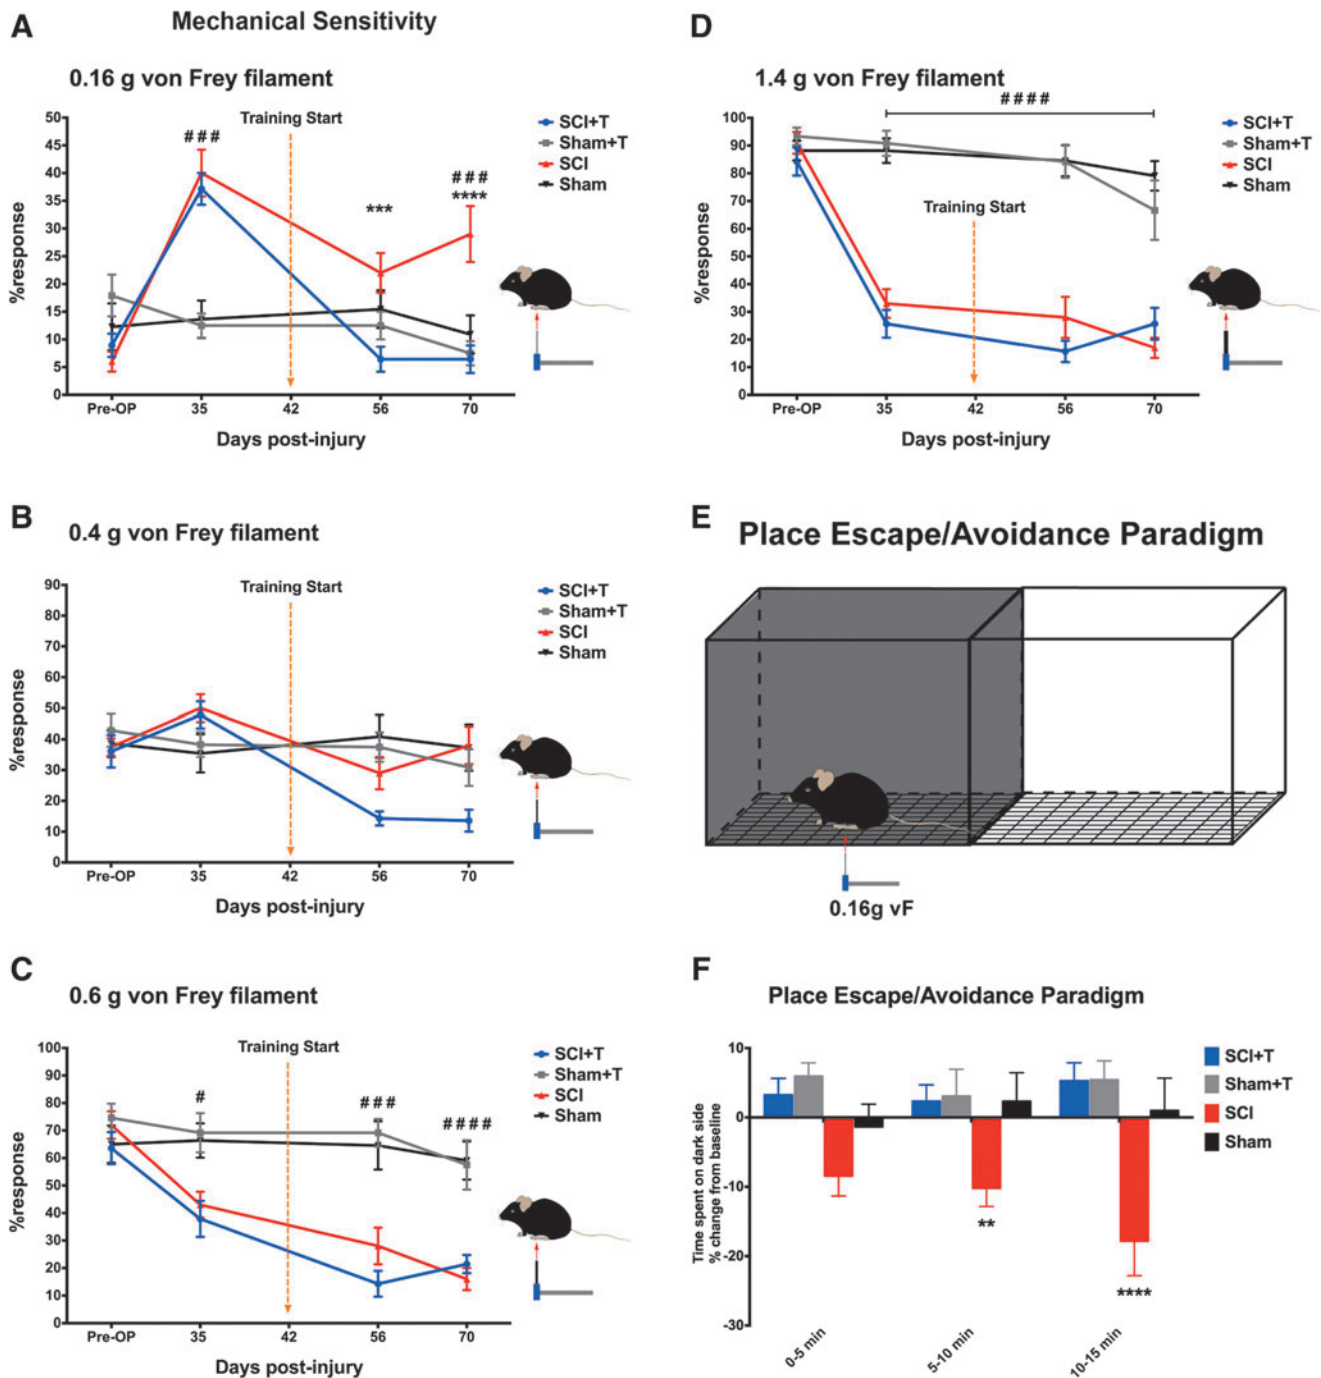 A
Mechanical Sensitivity
0.16 g von Frey filament
Training Start
###
***
###
****
SCI+T
Sham+T
SCI
Sham
50
45
40
35
30
25
20
15
10
5
0
%response
Pre-OP 35 42 56 70
Days post-injury
B
0.4 g von Frey filament
Training Start
SCI+T
Sham+T
SCI
Sham
90
80
70
60
50
40
30
20
10
0
%response
Pre-OP 35 42 56 70
Days post-injury
C
0.6 g von Frey filament
Training Start
#
###
####
SCI+T
Sham+T
SCI
Sham
100
90
80
70
60
50
40
30
20
10
0
%response
Pre-OP 35 42 56 70
Days post-injury
D
1.4 g von Frey filament
####
Training Start
SCI+T
Sham+T
SCI
Sham
100
90
80
70
60
50
40
30
20
10
0
%response
Pre-OP 35 42 56 70
Days post-injury
E
Place Escape/Avoidance Paradigm
0.16g vF
F
Place Escape/Avoidance Paradigm
SCI+T
Sham+T
SCI
Sham
10
0
-10
-20
-30
Time spent on dark side
% change from baseline
**
****
0-5 min
5-10 min
10-15 min